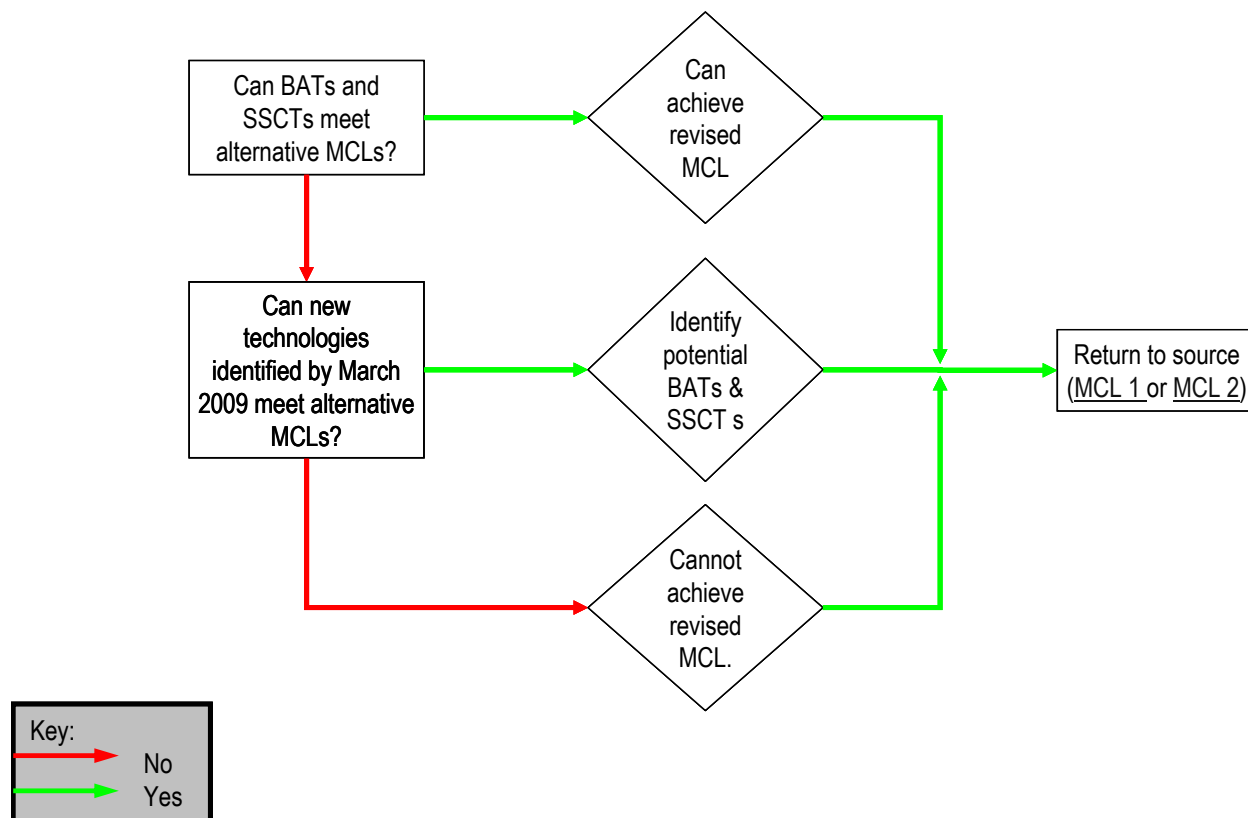 Can BATs and
SSCTs meet
alternative MCLs?
Can
achieve
revised
MCL
Can new
technologies
identified by March
2009 meet alternative
MCLs?
Identify
potential
BATs &
SSCT s
Return to source
(MCL 1 or MCL 2)
Cannot
achieve
revised
MCL.
Key:
No
Yes